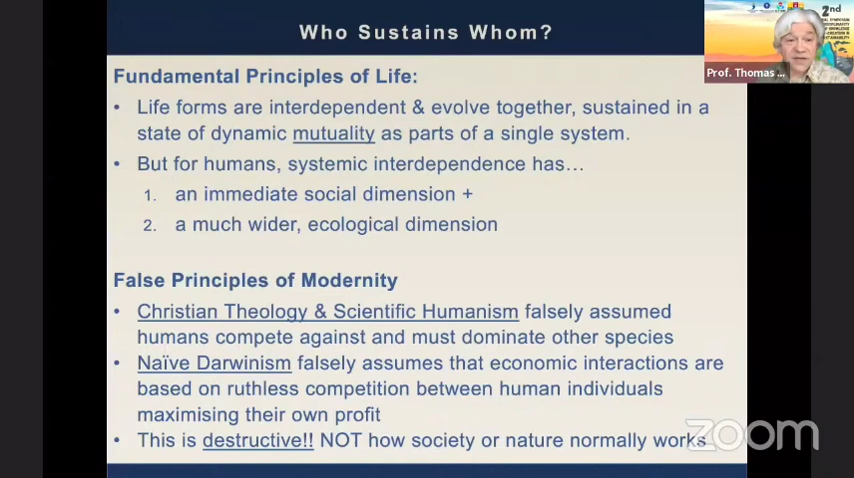 Who Sustains Whom?
2nd
Prof. Thomas ...
Fundamental Principles of Life:
• Life forms are interdependent & evolve together, sustained in a
state of dynamic mutuality as parts of a single system.
• But for humans, systemic interdependence has…
1. an immediate social dimension +
2. a much wider, ecological dimension
False Principles of Modernity
• Christian Theology & Scientific Humanism falsely assumed
humans compete against and must dominate other species
• Naïve Darwinism falsely assumes that economic interactions are
based on ruthless competition between human individuals
maximising their own profit
• This is destructive!! NOT how society or nature normally works
zoom